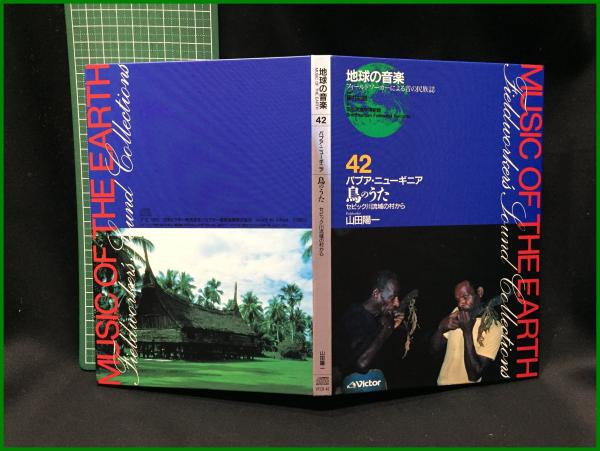 MUSIC OF THE EARTH
Fieldworkers' Sound Collections
地球の音楽
MUSIC OF THE EARTH
42
パプア・ニューギニア
鳥のうた
セピック川流域の村から
山田陽一
VICTOR
地球の音楽
フィールドワーカーによる音の民族誌
42
パプア・ニューギニア
鳥のうた
セピック川流域の村から
山田陽一
Victor
MUSIC OF THE EARTH
Fieldworkers' Sound Collections